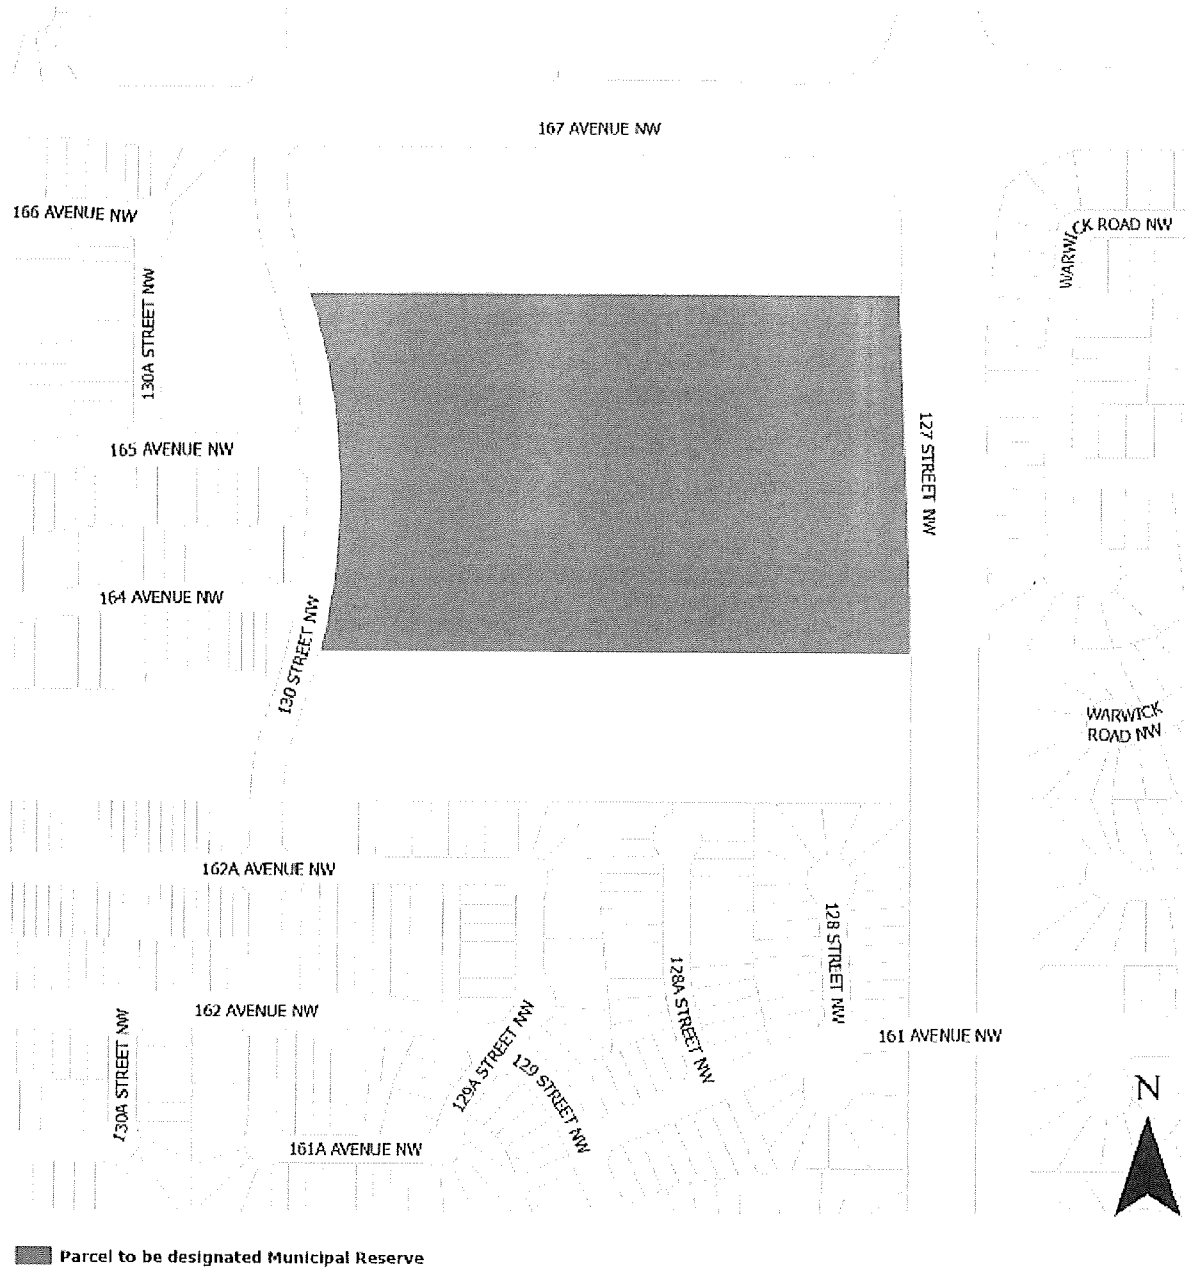 167 AVENUE NW
166 AVENUE NW
WARWICK ROAD NW
130A STREET NW
165 AVENUE NW
127 STREET NW
164 AVENUE NW
130 STREET NW
WARWICK
ROAD NW
162A AVENUE NW
128 STREET NW
128A STREET NW
162 AVENUE NW
161 AVENUE NW
130A STREET NW
129A STREET NW
129 STREET NW
N
161A AVENUE NW
Parcel to be designated Municipal Reserve